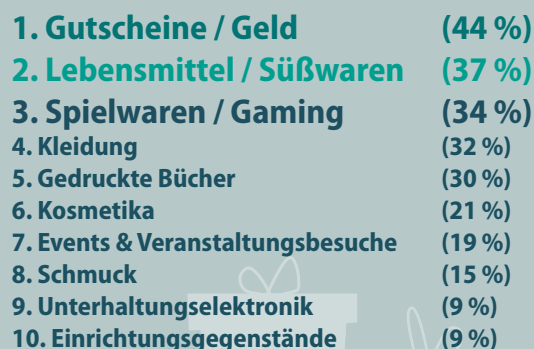 1. Gutscheine / Geld (44 %)
2. Lebensmittel / Süßwaren (37 %)
3. Spielwaren / Gaming (34 %)
4. Kleidung (32 %)
5. Gedruckte Bücher (30 %)
6. Kosmetika (21 %)
7. Events & Veranstaltungsbesuche (19 %)
8. Schmuck (15 %)
9. Unterhaltungselektronik (9 %)
10. Einrichtungsgegenstände (9 %)